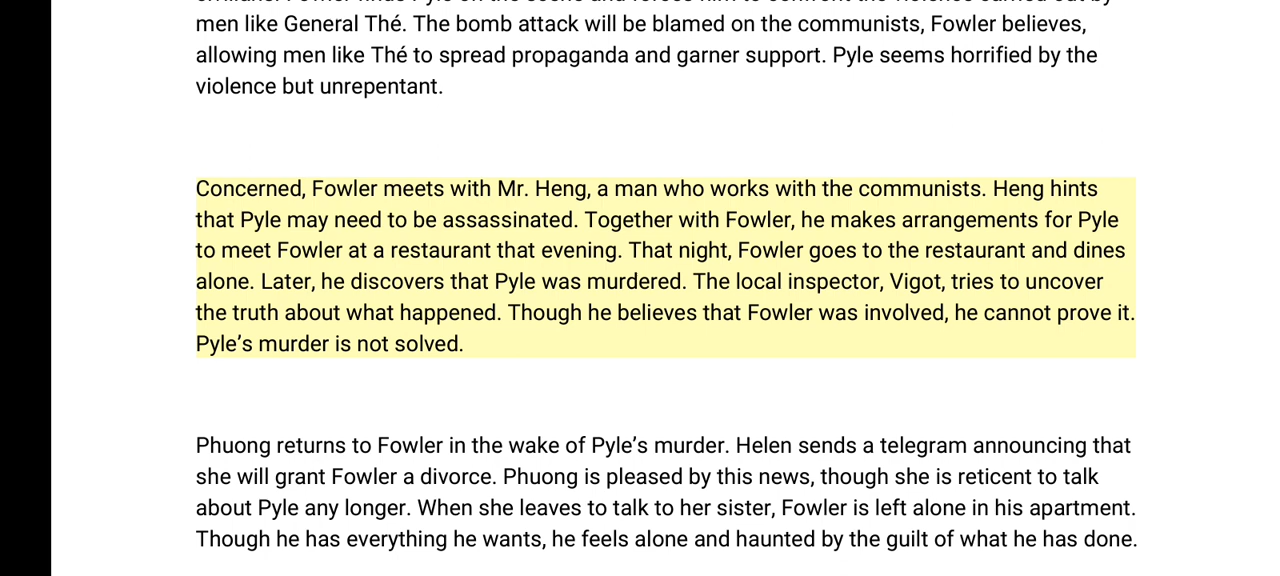 men like General Thé. The bomb attack will be blamed on the communists, Fowler believes,
allowing men like Thé to spread propaganda and garner support. Pyle seems horrified by the
violence but unrepentant.
Concerned, Fowler meets with Mr. Heng, a man who works with the communists. Heng hints
that Pyle may need to be assassinated. Together with Fowler, he makes arrangements for Pyle
to meet Fowler at a restaurant that evening. That night, Fowler goes to the restaurant and dines
alone. Later, he discovers that Pyle was murdered. The local inspector, Vigot, tries to uncover
the truth about what happened. Though he believes that Fowler was involved, he cannot prove it.
Pyle’s murder is not solved.
Phuong returns to Fowler in the wake of Pyle’s murder. Helen sends a telegram announcing that
she will grant Fowler a divorce. Phuong is pleased by this news, though she is reticent to talk
about Pyle any longer. When she leaves to talk to her sister, Fowler is left alone in his apartment.
Though he has everything he wants, he feels alone and haunted by the guilt of what he has done.